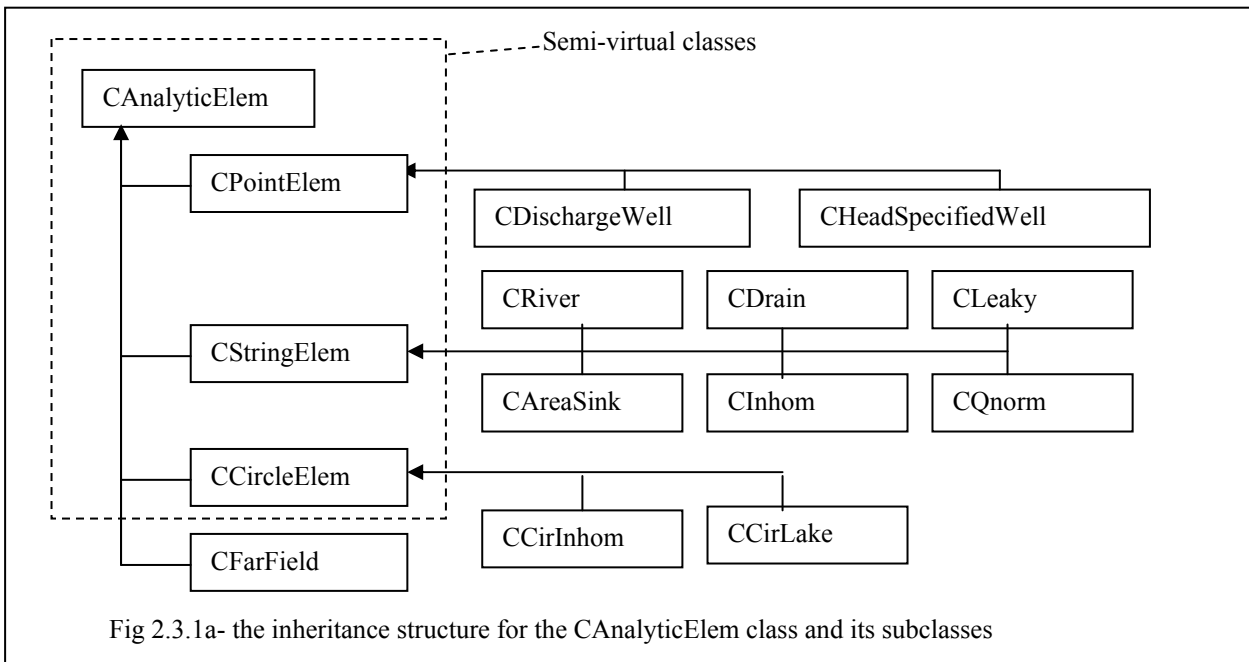 Semi-virtual classes
CAnalyticElem
CPointElem
CDischargeWell
CHeadSpecifiedWell
CRiver
CDrain
CLeaky
CStringElem
CAreaSink
CInhom
CQnorm
CCircleElem
CCirInhom
CCirLake
CFarField
Fig 2.3.1a- the inheritance structure for the CAnalyticElem class and its subclasses